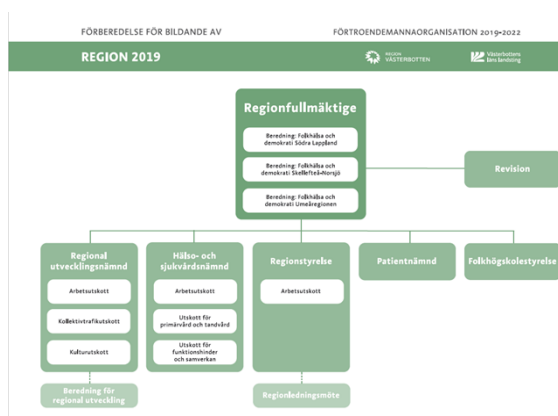 FÖRBEREDELSE FÖR BILDANDE AV
FÖRTROENDEMANNAORGANISATION 2019-2022
REGION 2019
REGION
VÄSTERBOTTEN
Västerbottens
läns landsting
Regionfullmäktige
Beredning: Folkhälsa och
demokrati Södra Lappland
Beredning: Folkhälsa och
demokrati Skellefteå-Norsjö
Beredning: Folkhälsa och
demokrati Umeåregionen
Revision
Regional
utvecklingsnämnd
Arbetsutskott
Kollektivtrafikutskott
Kulturutskott
Beredning för
regional utveckling
Hälso- och
sjukvårdsnämnd
Arbetsutskott
Utskott för
primärvård och tandvård
Utskott för
funktionshinder
och samverkan
Regionstyrelse
Arbetsutskott
Regionledningsmöte
Patientnämnd
Folkhögskolestyrelse